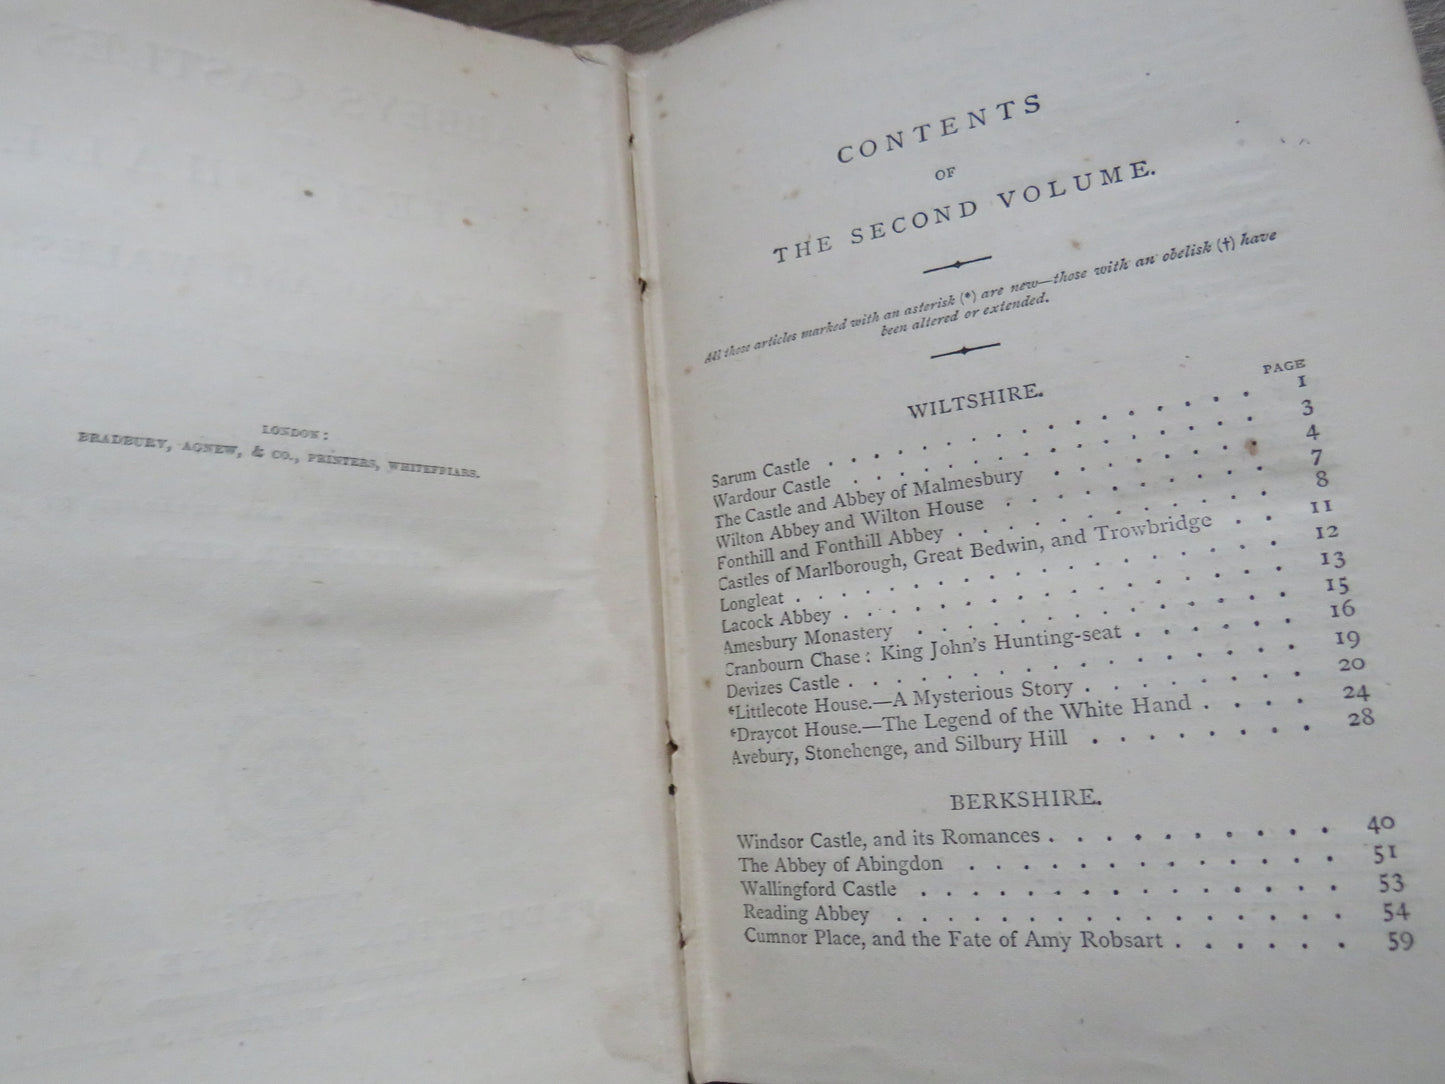 LONDON:
BRADBURY, AGNEW, & CO., PRINTERS, WHITEFRIARS.
CONTENTS
OF
THE SECOND VOLUME.
All those articles marked with an asterisk (*) are new—those with an obelisk (†) have
been altered or extended.
WILTSHIRE.
PAGE
Sarum Castle . . . . . . . . . . . . . . 1
Wardour Castle . . . . . . . . . . . . . 3
The Castle and Abbey of Malmesbury . . . . . . . 4
Wilton Abbey and Wilton House . . . . . . . . 7
Fonthill and Fonthill Abbey . . . . . . . . . . 8
Castles of Marlborough, Great Bedwin, and Trowbridge . . 11
Longleat . . . . . . . . . . . . . . . 12
Lacock Abbey . . . . . . . . . . . . . . 13
Amesbury Monastery . . . . . . . . . . . . 15
Cranbourn Chase: King John's Hunting-seat . . . . . 16
Devizes Castle . . . . . . . . . . . . . . 19
*Littlecote House.—A Mysterious Story . . . . . . . 20
*Draycot House.—The Legend of the White Hand . . . . 24
Avebury, Stonehenge, and Silbury Hill . . . . . . . 28
BERKSHIRE.
Windsor Castle, and its Romances . . . . . . . . . . 40
The Abbey of Abingdon . . . . . . . . . . . . . 51
Wallingford Castle . . . . . . . . . . . . . . . 53
Reading Abbey . . . . . . . . . . . . . . . . 54
Cumnor Place, and the Fate of Amy Robsart . . . . . . 59